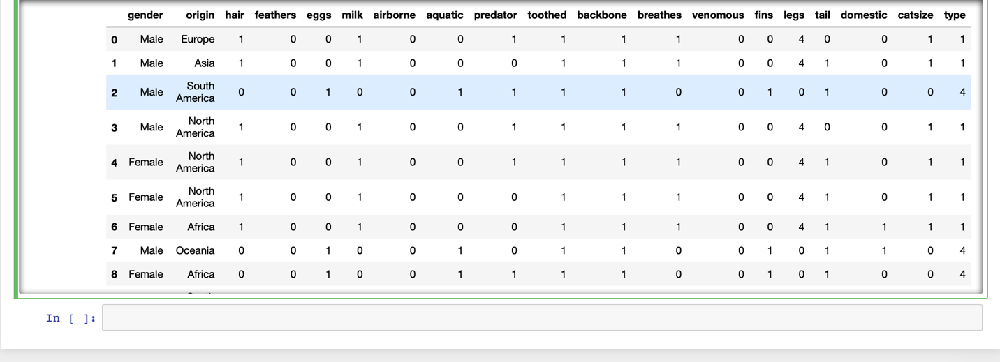 gender origin hair feathers eggs milk airborne aquatic predator toothed backbone breathes venomous fins legs tail domestic catsize type
0 Male Europe 1 0 0 1 0 0 1 1 1 1 0 0 4 0 0 1 1
1 Male Asia 1 0 0 1 0 0 0 1 1 1 0 0 4 1 0 1 1
2 Male South America 0 0 1 0 0 1 1 1 1 0 0 1 0 1 0 0 4
3 Male North America 1 0 0 1 0 0 1 1 1 1 0 0 4 0 0 1 1
4 Female North America 1 0 0 1 0 0 1 1 1 1 0 0 4 1 0 1 1
5 Female North America 1 0 0 1 0 0 0 1 1 1 0 0 4 1 0 1 1
6 Female Africa 1 0 0 1 0 0 0 1 1 1 0 0 4 1 1 1 1
7 Male Oceania 0 0 1 0 0 1 0 1 1 0 0 1 0 1 1 0 4
8 Female Africa 0 0 1 0 0 1 1 1 1 0 0 1 0 1 0 0 4
In [ ]: